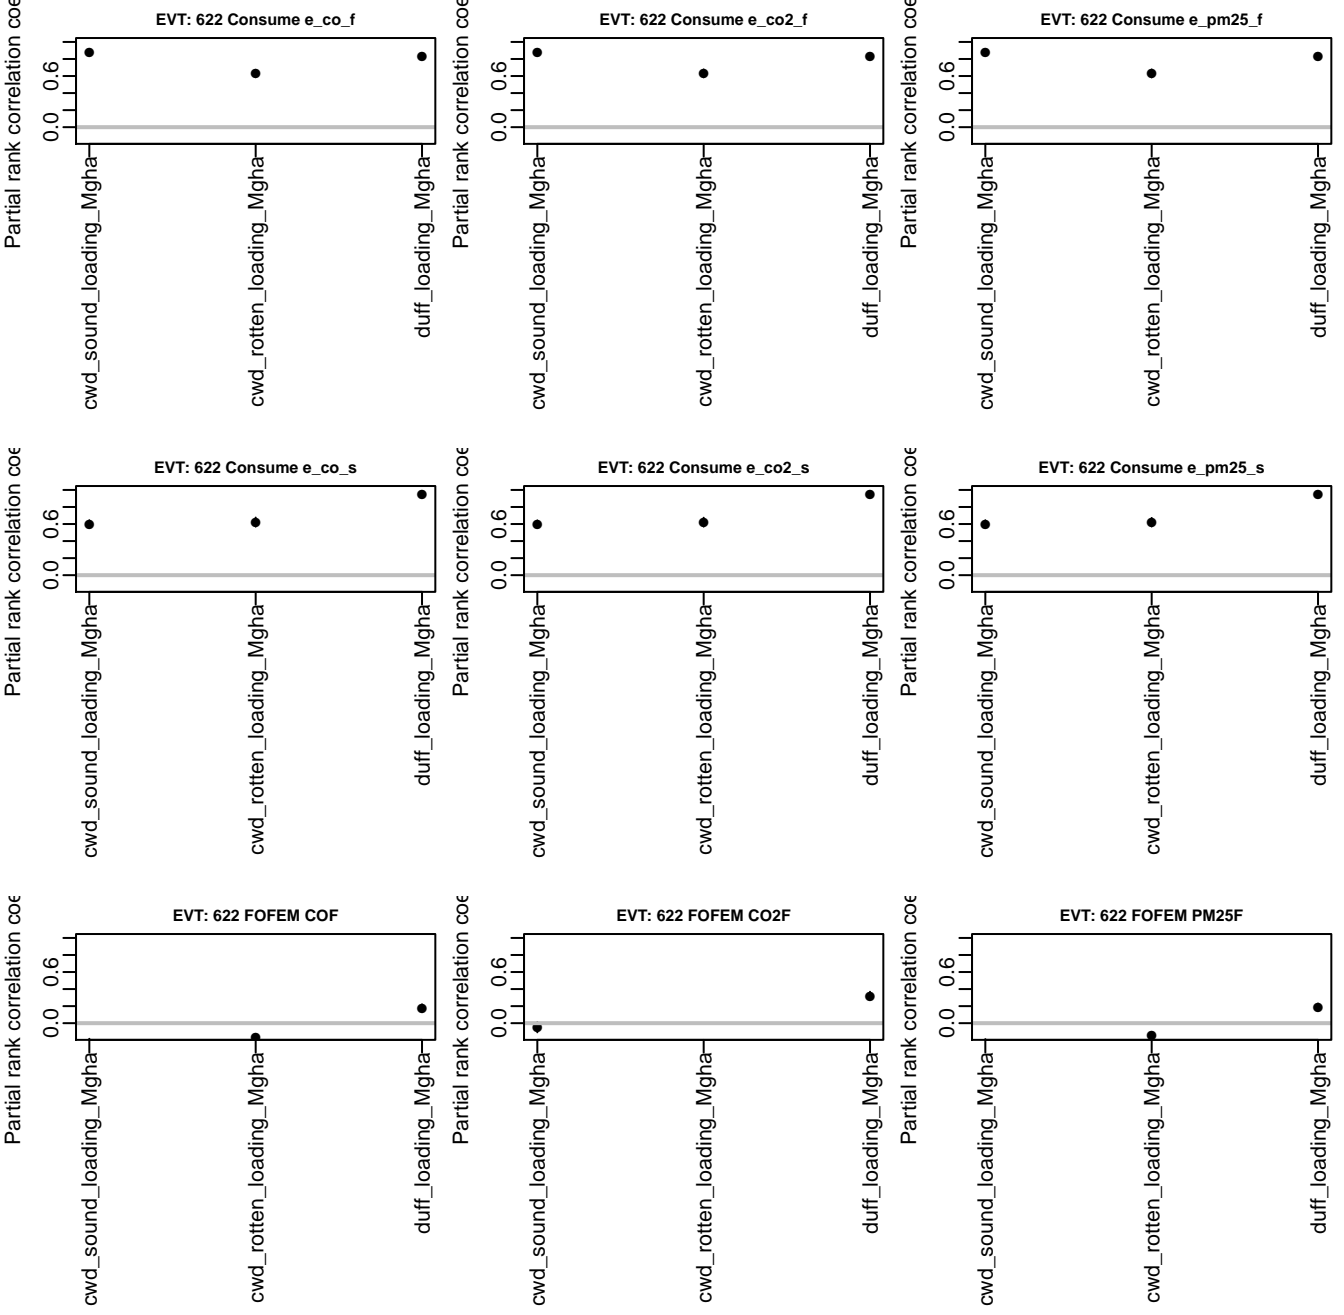 EVT: 622 Consume e_co_f
Partial rank correlation coe
0.6
0.0
cwd_sound_loading_Mgha
cwd_rotten_loading_Mgha
duff_loading_Mgha
EVT: 622 Consume e_co2_f
Partial rank correlation coe
0.6
0.0
cwd_sound_loading_Mgha
cwd_rotten_loading_Mgha
duff_loading_Mgha
EVT: 622 Consume e_pm25_f
Partial rank correlation coe
0.6
0.0
cwd_sound_loading_Mgha
cwd_rotten_loading_Mgha
duff_loading_Mgha
EVT: 622 Consume e_co_s
Partial rank correlation coe
0.6
0.0
cwd_sound_loading_Mgha
cwd_rotten_loading_Mgha
duff_loading_Mgha
EVT: 622 Consume e_co2_s
Partial rank correlation coe
0.6
0.0
cwd_sound_loading_Mgha
cwd_rotten_loading_Mgha
duff_loading_Mgha
EVT: 622 Consume e_pm25_s
Partial rank correlation coe
0.6
0.0
cwd_sound_loading_Mgha
cwd_rotten_loading_Mgha
duff_loading_Mgha
EVT: 622 FOFEM COF
Partial rank correlation coe
0.6
0.0
cwd_sound_loading_Mgha
cwd_rotten_loading_Mgha
duff_loading_Mgha
EVT: 622 FOFEM CO2F
Partial rank correlation coe
0.6
0.0
cwd_sound_loading_Mgha
cwd_rotten_loading_Mgha
duff_loading_Mgha
EVT: 622 FOFEM PM25F
Partial rank correlation coe
0.6
0.0
cwd_sound_loading_Mgha
cwd_rotten_loading_Mgha
duff_loading_Mgha